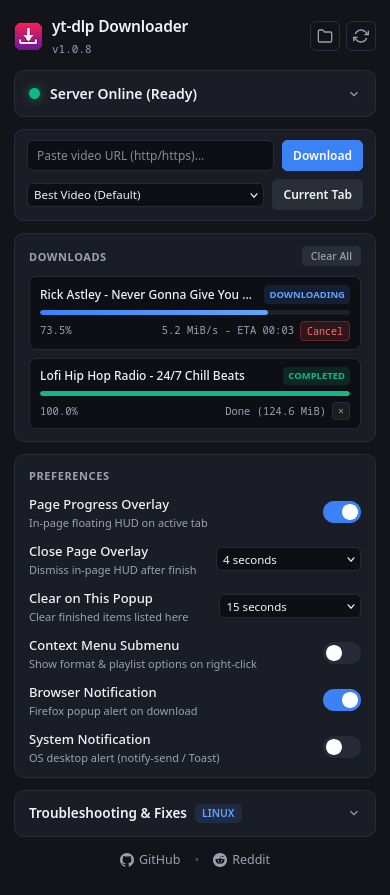 yt-dlp Downloader
v1.0.8
Server Online (Ready)
Paste video URL (http/https)...
Download
Best Video (Default)
Current Tab
DOWNLOADS
Clear All
Rick Astley - Never Gonna Give You ...
DOWNLOADING
73.5%
5.2 MiB/s - ETA 00:03
Cancel
Lofi Hip Hop Radio - 24/7 Chill Beats
COMPLETED
100.0%
Done (124.6 MiB)
×
PREFERENCES
Page Progress Overlay
In-page floating HUD on active tab
Close Page Overlay
Dismiss in-page HUD after finish
4 seconds
Clear on This Popup
Clear finished items listed here
15 seconds
Context Menu Submenu
Show format & playlist options on right-click
Browser Notification
Firefox popup alert on download
System Notification
OS desktop alert (notify-send / Toast)
Troubleshooting & Fixes
LINUX
GitHub
•
Reddit